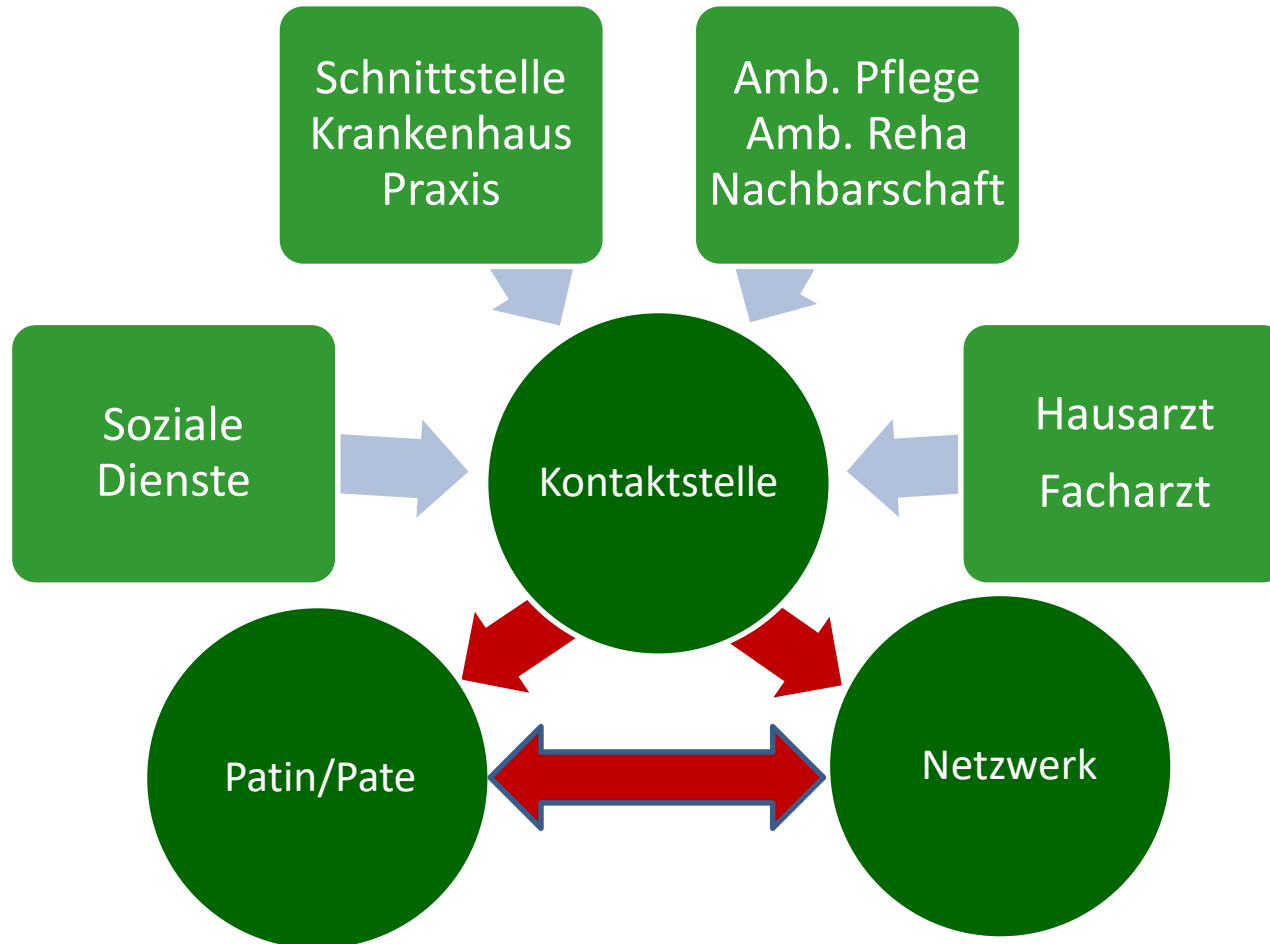 Schnittstelle
Krankenhaus
Praxis
Amb. Pflege
Amb. Reha
Nachbarschaft
Soziale
Dienste
Kontaktstelle
Hausarzt
Facharzt
Patin/Pate
Netzwerk